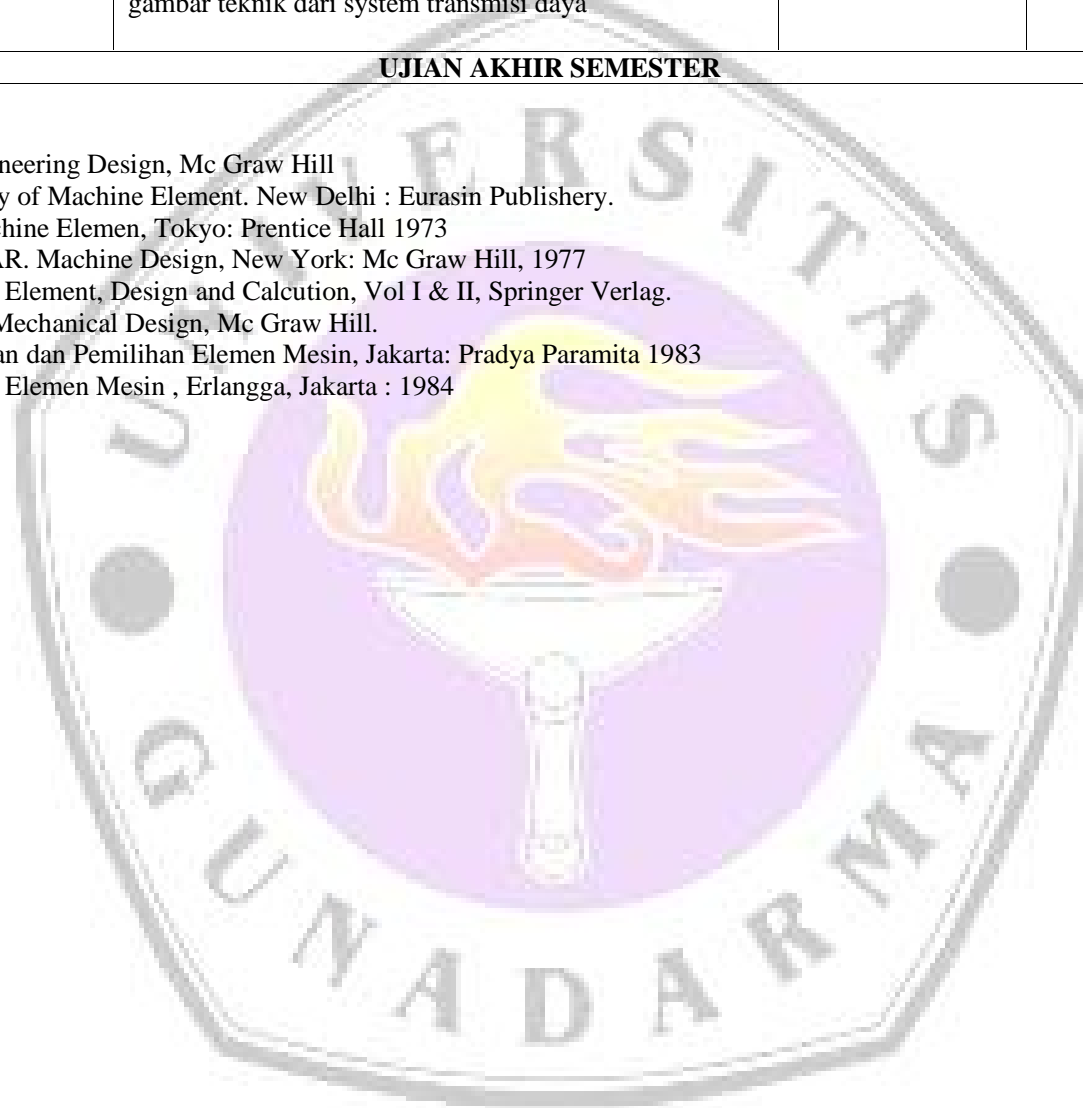 gambar teknik dari system transmisi daya
UJIAN AKHIR SEMESTER
neering Design, Mc Graw Hill
y of Machine Element. New Delhi : Eurasin Publishery.
chine Elemen, Tokyo: Prentice Hall 1973
AR. Machine Design, New York: Mc Graw Hill, 1977
Element, Design and Calcution, Vol I & II, Springer Verlag.
Mechanical Design, Mc Graw Hill.
an dan Pemilihan Elemen Mesin, Jakarta: Pradya Paramita 1983
Elemen Mesin , Erlangga, Jakarta : 1984
UNIVERSITAS
GUNADARMA